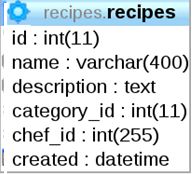 recipes.recipes
id : int(11)
name : varchar(400)
description : text
category_id : int(11)
chef_id : int(255)
created : datetime